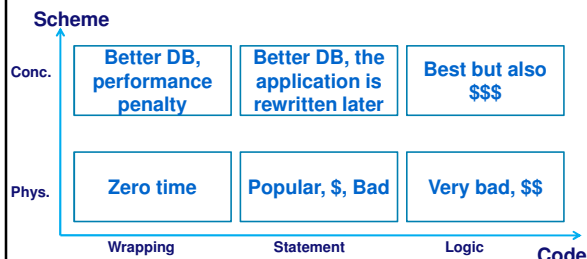 Scheme
Conc.
Better DB,
performance
penalty
Better DB, the
application is
rewritten later
Best but also
$$$
Phys.
Zero time
Popular, $, Bad
Very bad, $$
Wrapping
Statement
Logic
Code